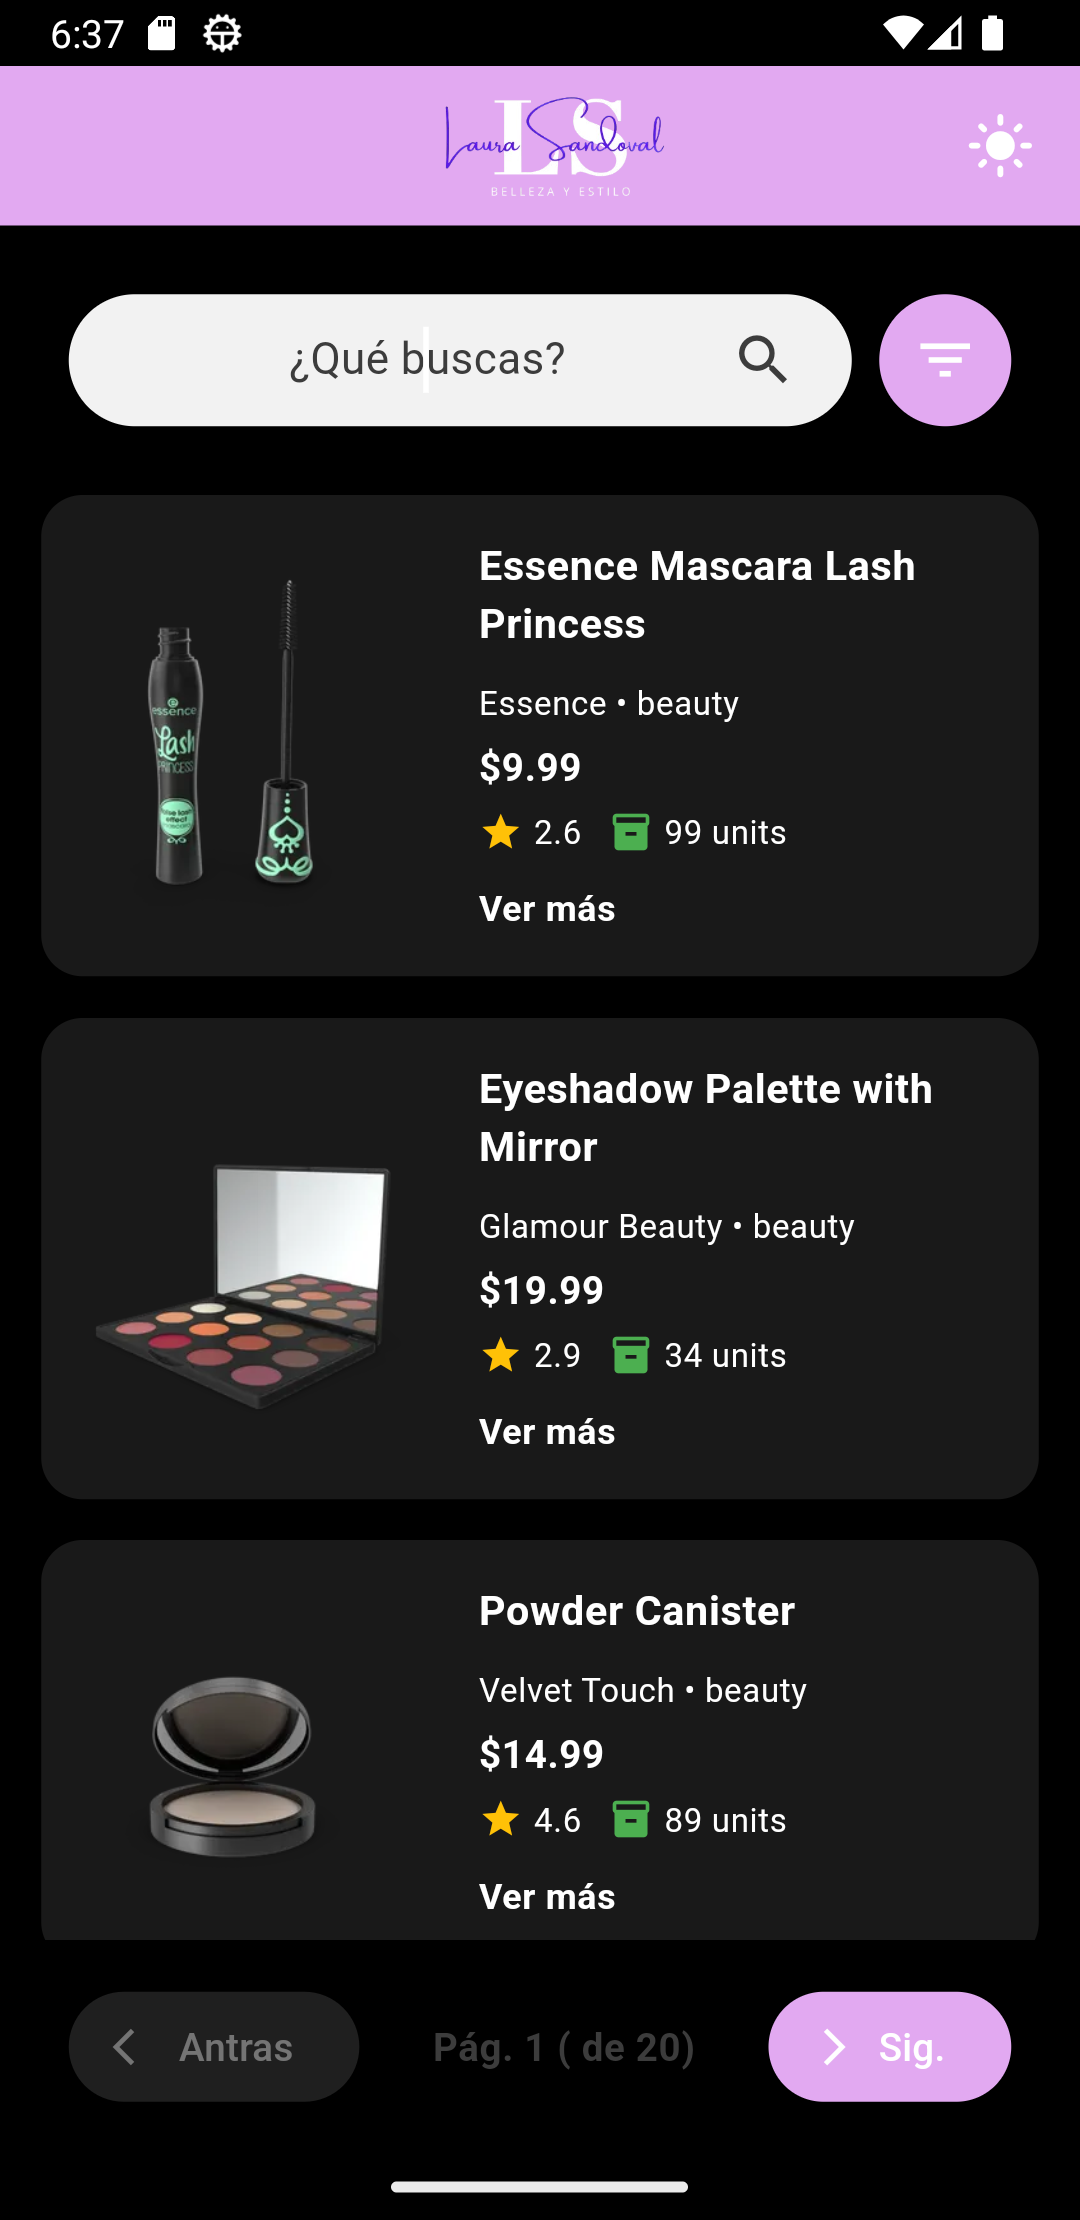 6:37
LS
Laura Sandoval
BELLEZA Y ESTILO
¿Qué buscas?
Essence Mascara Lash
Princess
Essence • beauty
$9.99
2.6 99 units
Ver más
essence
Lash
PRINCESS
effect
Eyeshadow Palette with
Mirror
Glamour Beauty • beauty
$19.99
2.9 34 units
Ver más
Powder Canister
Velvet Touch • beauty
$14.99
4.6 89 units
Ver más
Antras Pág. 1 ( de 20) Sig.